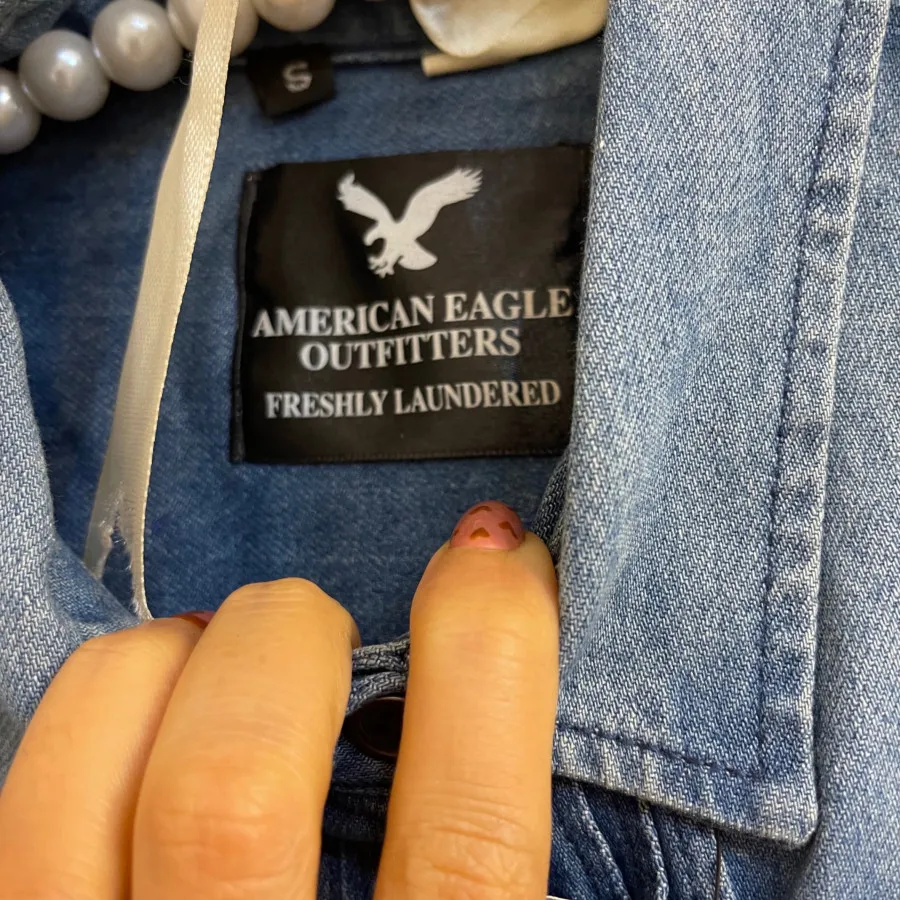 S
AMERICAN EAGLE
OUTFITTERS
FRESHLY LAUNDERED